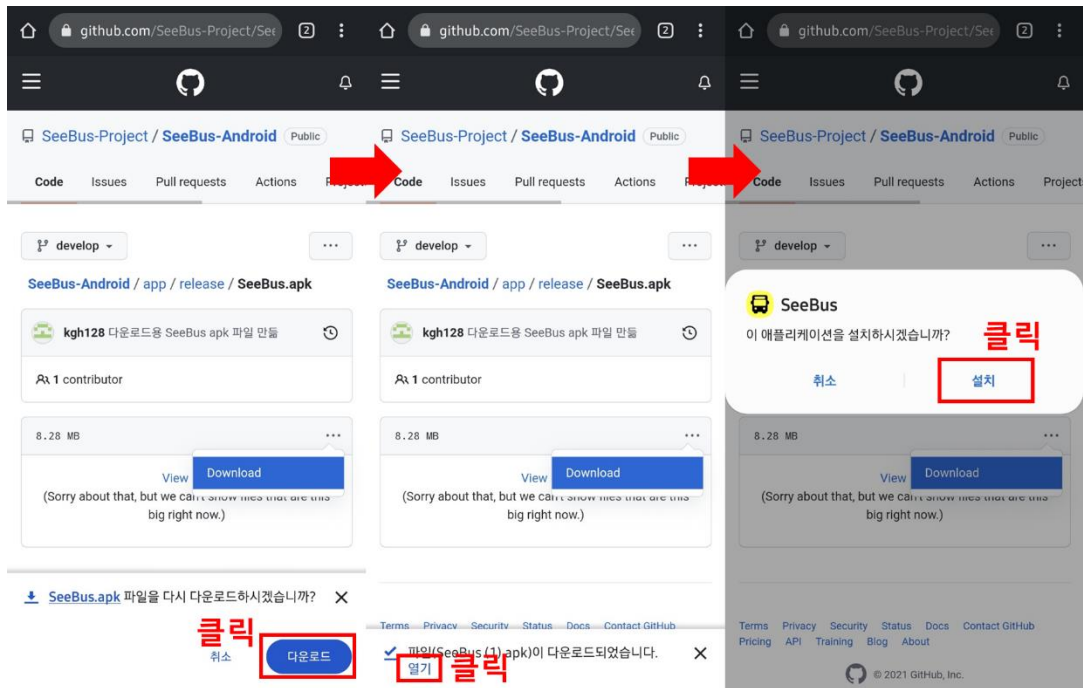 github.com/SeeBus-Project/See
2
SeeBus-Project / SeeBus-Android Public
Code Issues Pull requests Actions
develop
SeeBus-Android / app / release / SeeBus.apk
kgh128 다운로드용 SeeBus apk 파일 만듦
1 contributor
8.28 MB
Download
View
(Sorry about that, but we can't show files that are this
big right now.)
SeeBus.apk 파일을 다시 다운로드하시겠습니까?
클릭
취소
다운로드
github.com/SeeBus-Project/See
2
SeeBus-Project / SeeBus-Android Public
Code Issues Pull requests Actions
develop
SeeBus-Android / app / release / SeeBus.apk
kgh128 다운로드용 SeeBus apk 파일 만듦
1 contributor
8.28 MB
Download
View
(Sorry about that, but we can't show files that are this
big right now.)
Terms Privacy Security Status Docs Contact GitHub
파일(SeeBus (1).apk)이 다운로드되었습니다.
열기
클릭
github.com/SeeBus-Project/See
2
SeeBus-Project / SeeBus-Android Public
Code Issues Pull requests Actions Project
develop
SeeBus
이 애플리케이션을 설치하시겠습니까?
클릭
취소
설치
8.28 MB
Download
View
(Sorry about that, but we can't show files that are this
big right now.)
Terms Privacy Security Status Docs Contact GitHub
Pricing API Training Blog About
© 2021 GitHub, Inc.